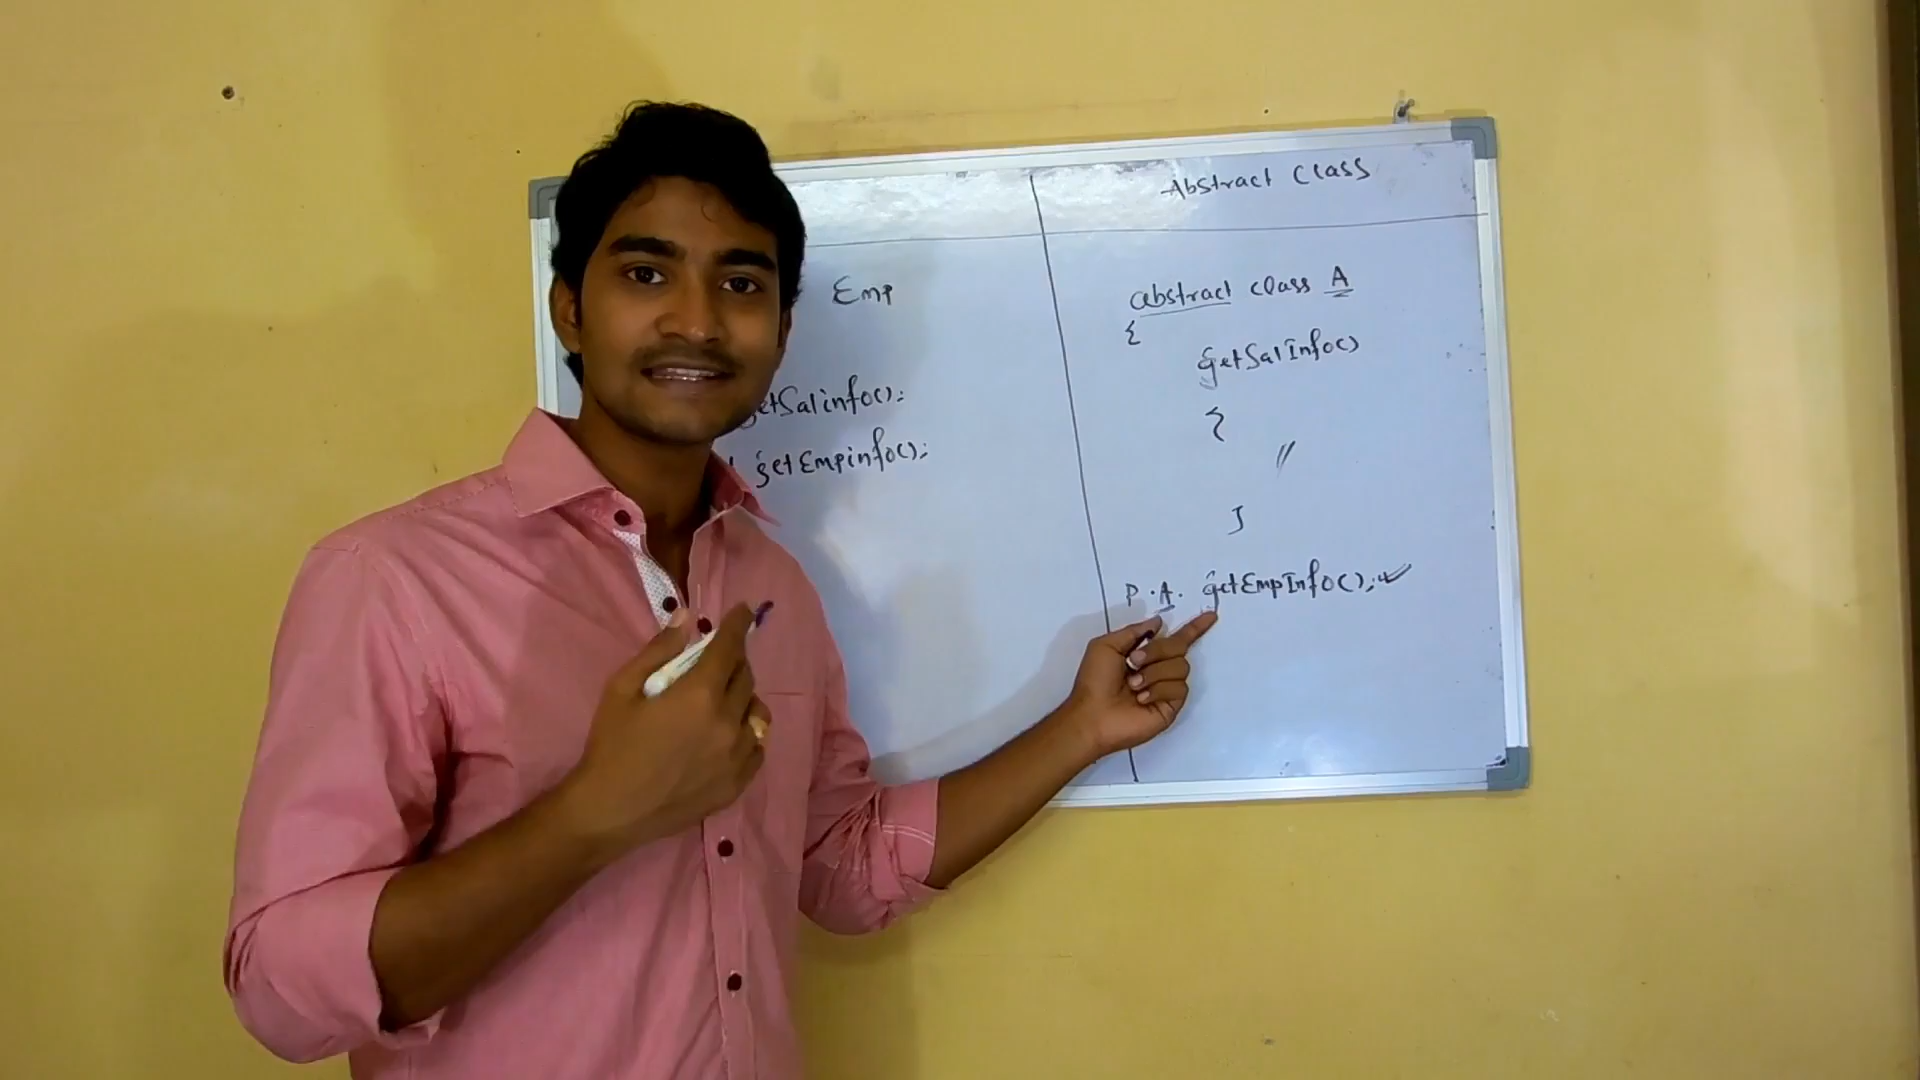 Abstract Class
Emp
getSalinfo();
getEmpinfo();
abstract class A
{
getSalInfo()
{
//
}
P.A. getEmpInfo();